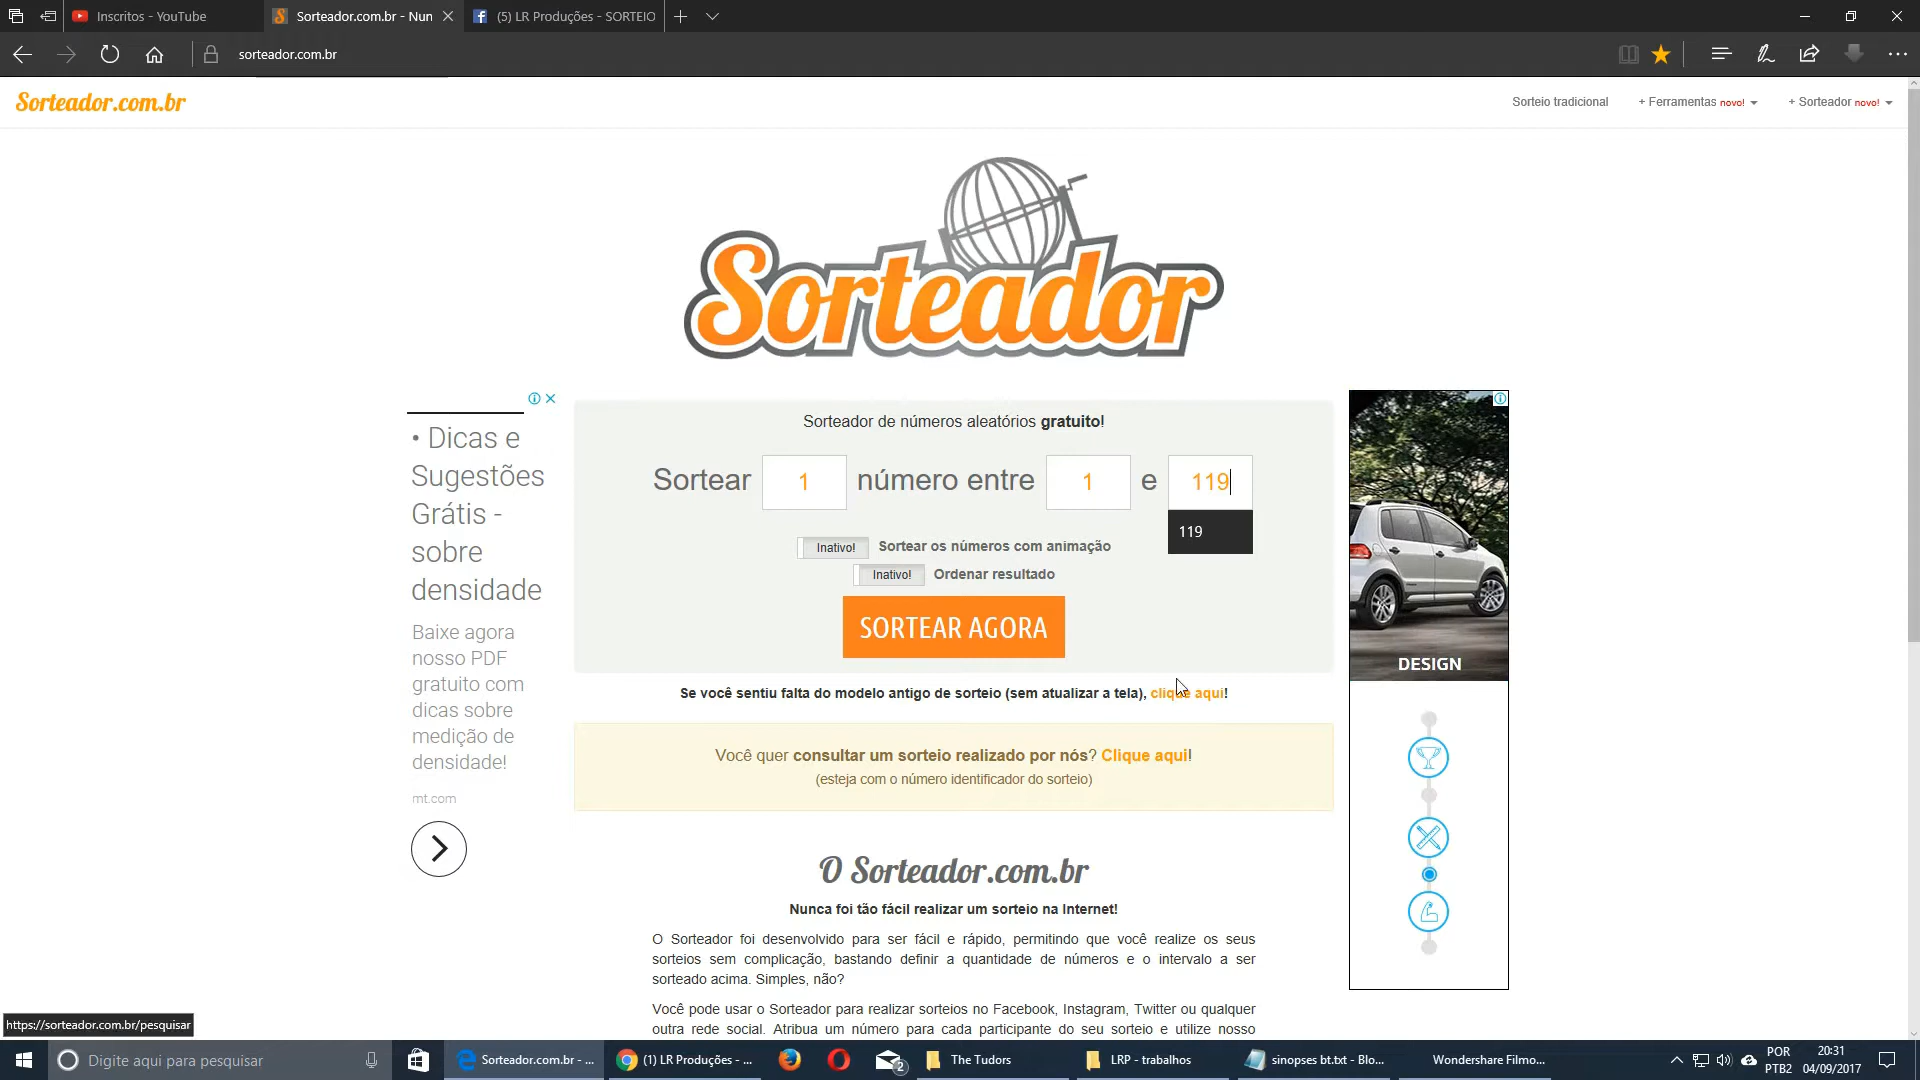 Inscritos - YouTube
Sorteador.com.br - Nun
(5) LR Produções - SORTEIO
sorteador.com.br
Sorteador.com.br
Sorteio tradicional
+ Ferramentas novo!
+ Sorteador novo!
Sorteador
• Dicas e
Sugestões
Grátis -
sobre
densidade
Baixe agora
nosso PDF
gratuito com
dicas sobre
medição de
densidade!
mt.com
Sorteador de números aleatórios gratuito!
Sortear 1 número entre 1 e 119
119
Inativo! Sortear os números com animação
Inativo! Ordenar resultado
SORTEAR AGORA
Se você sentiu falta do modelo antigo de sorteio (sem atualizar a tela), clique aqui!
Você quer consultar um sorteio realizado por nós? Clique aqui!
(esteja com o número identificador do sorteio)
O Sorteador.com.br
Nunca foi tão fácil realizar um sorteio na Internet!
O Sorteador foi desenvolvido para ser fácil e rápido, permitindo que você realize os seus
sorteios sem complicação, bastando definir a quantidade de números e o intervalo a ser
sorteado acima. Simples, não?
Você pode usar o Sorteador para realizar sorteios no Facebook, Instagram, Twitter ou qualquer
outra rede social. Atribua um número para cada participante do seu sorteio e utilize nosso
DESIGN
https://sorteador.com.br/pesquisar
Digite aqui para pesquisar
Sorteador.com.br - ...
(1) LR Produções - ...
2
The Tudors
LRP - trabalhos
sinopses bt.txt - Blo...
Wondershare Filmo...
POR
PTB2
20:31
04/09/2017